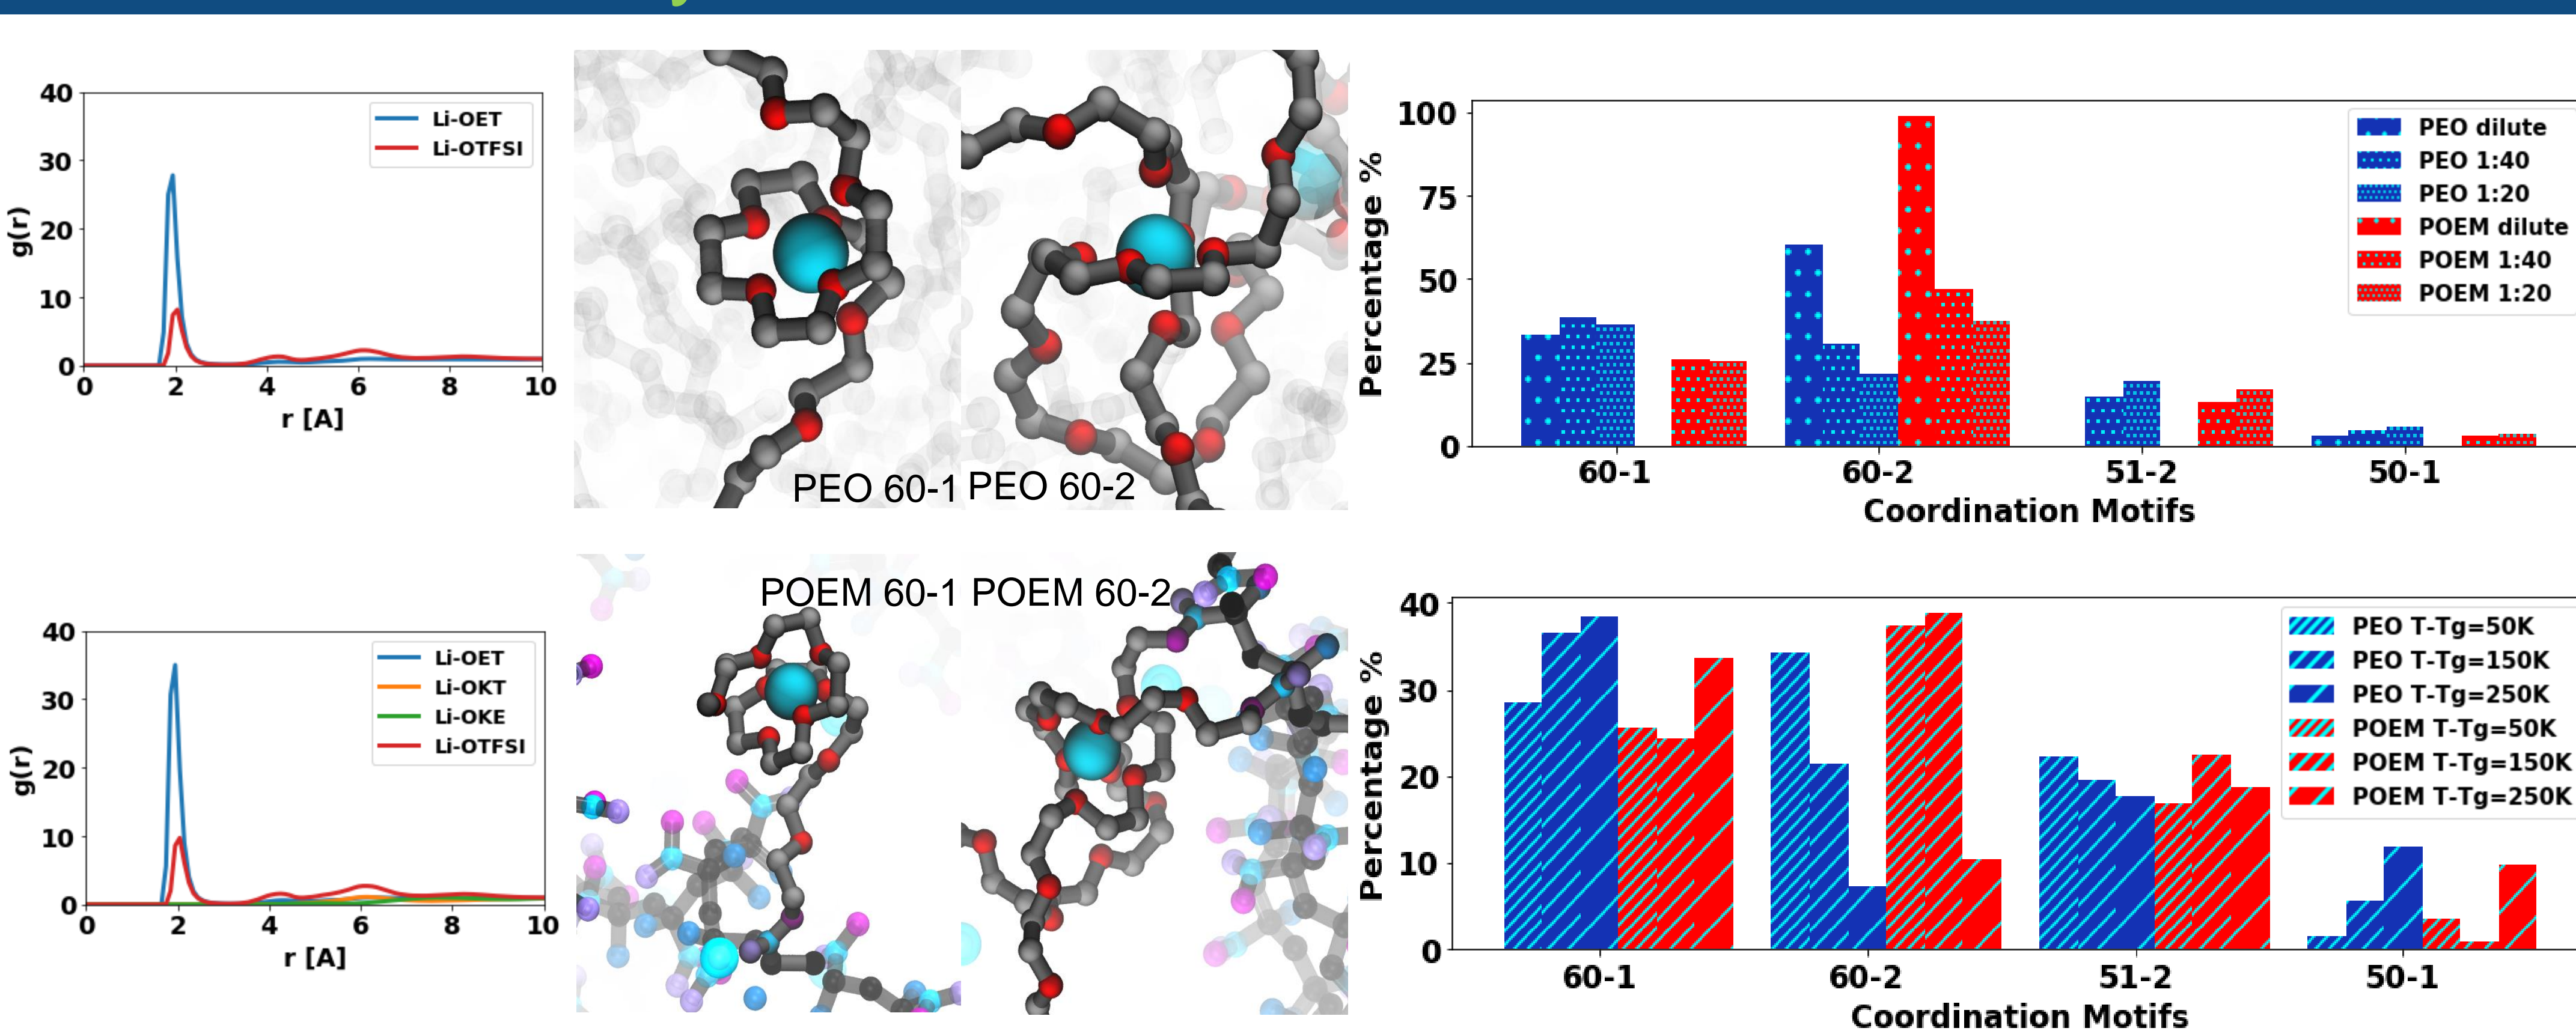 40
30
20
10
0
0 2 4 6 8 10
g(r)
r [A]
Li-OET
Li-OTFSI
PEO 60-1
PEO 60-2
100
75
50
25
0
Percentage %
60-1 60-2 51-2 50-1
Coordination Motifs
PEO dilute
PEO 1:40
PEO 1:20
POEM dilute
POEM 1:40
POEM 1:20
40
30
20
10
0
0 2 4 6 8 10
g(r)
r [A]
Li-OET
Li-OKT
Li-OKE
Li-OTFSI
POEM 60-1
POEM 60-2
40
30
20
10
0
Percentage %
60-1 60-2 51-2 50-1
Coordination Motifs
PEO T-Tg=50K
PEO T-Tg=150K
PEO T-Tg=250K
POEM T-Tg=50K
POEM T-Tg=150K
POEM T-Tg=250K